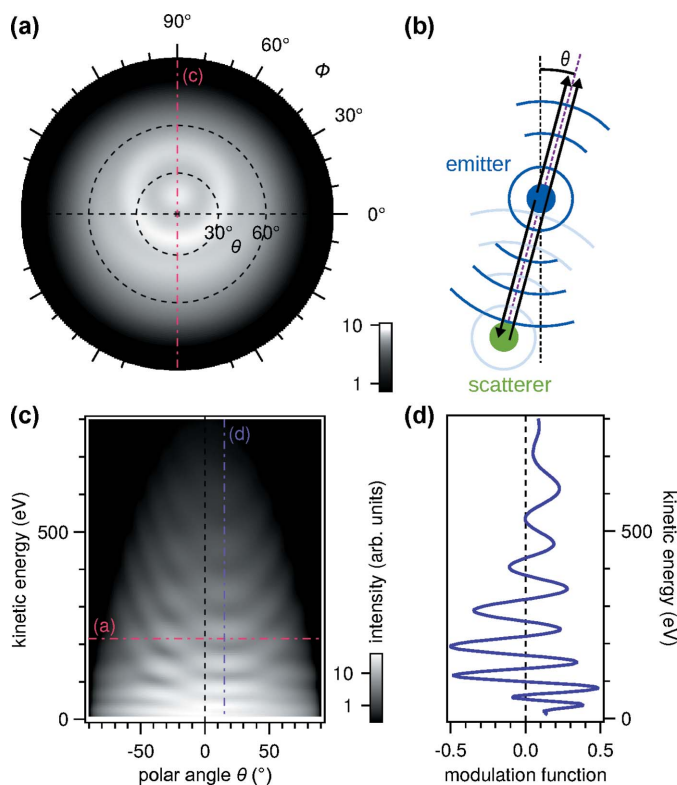 (a)
90°
60°
Φ
30°
0°
(c)
30°
60°
θ
10
1
(b)
θ
emitter
scatterer
(c)
(d)
(a)
kinetic energy (eV)
500
0
-50
0
50
polar angle θ (°)
intensity (arb. units)
10
1
(d)
kinetic energy (eV)
500
0
-0.5
0.0
0.5
modulation function